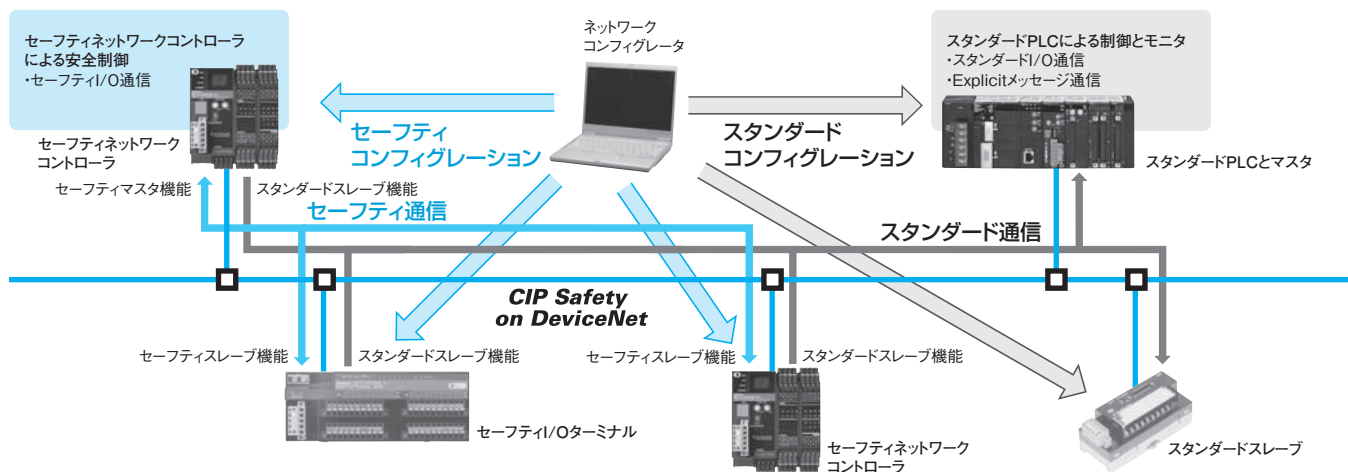 セーフティネットワークコントローラ
による安全制御
・セーフティI/O通信
ネットワーク
コンフィグレータ
スタンダードPLCによる制御とモニタ
・スタンダードI/O通信
・Explicitメッセージ通信
セーフティネットワーク
コントローラ
セーフティ
コンフィグレーション
スタンダード
コンフィグレーション
スタンダードPLCとマスタ
セーフティマスタ機能
スタンダードスレーブ機能
セーフティ通信
スタンダード通信
CIP Safety
on DeviceNet
セーフティスレーブ機能
スタンダードスレーブ機能
セーフティスレーブ機能
スタンダードスレーブ機能
セーフティI/Oターミナル
セーフティネットワーク
コントローラ
スタンダードスレーブ